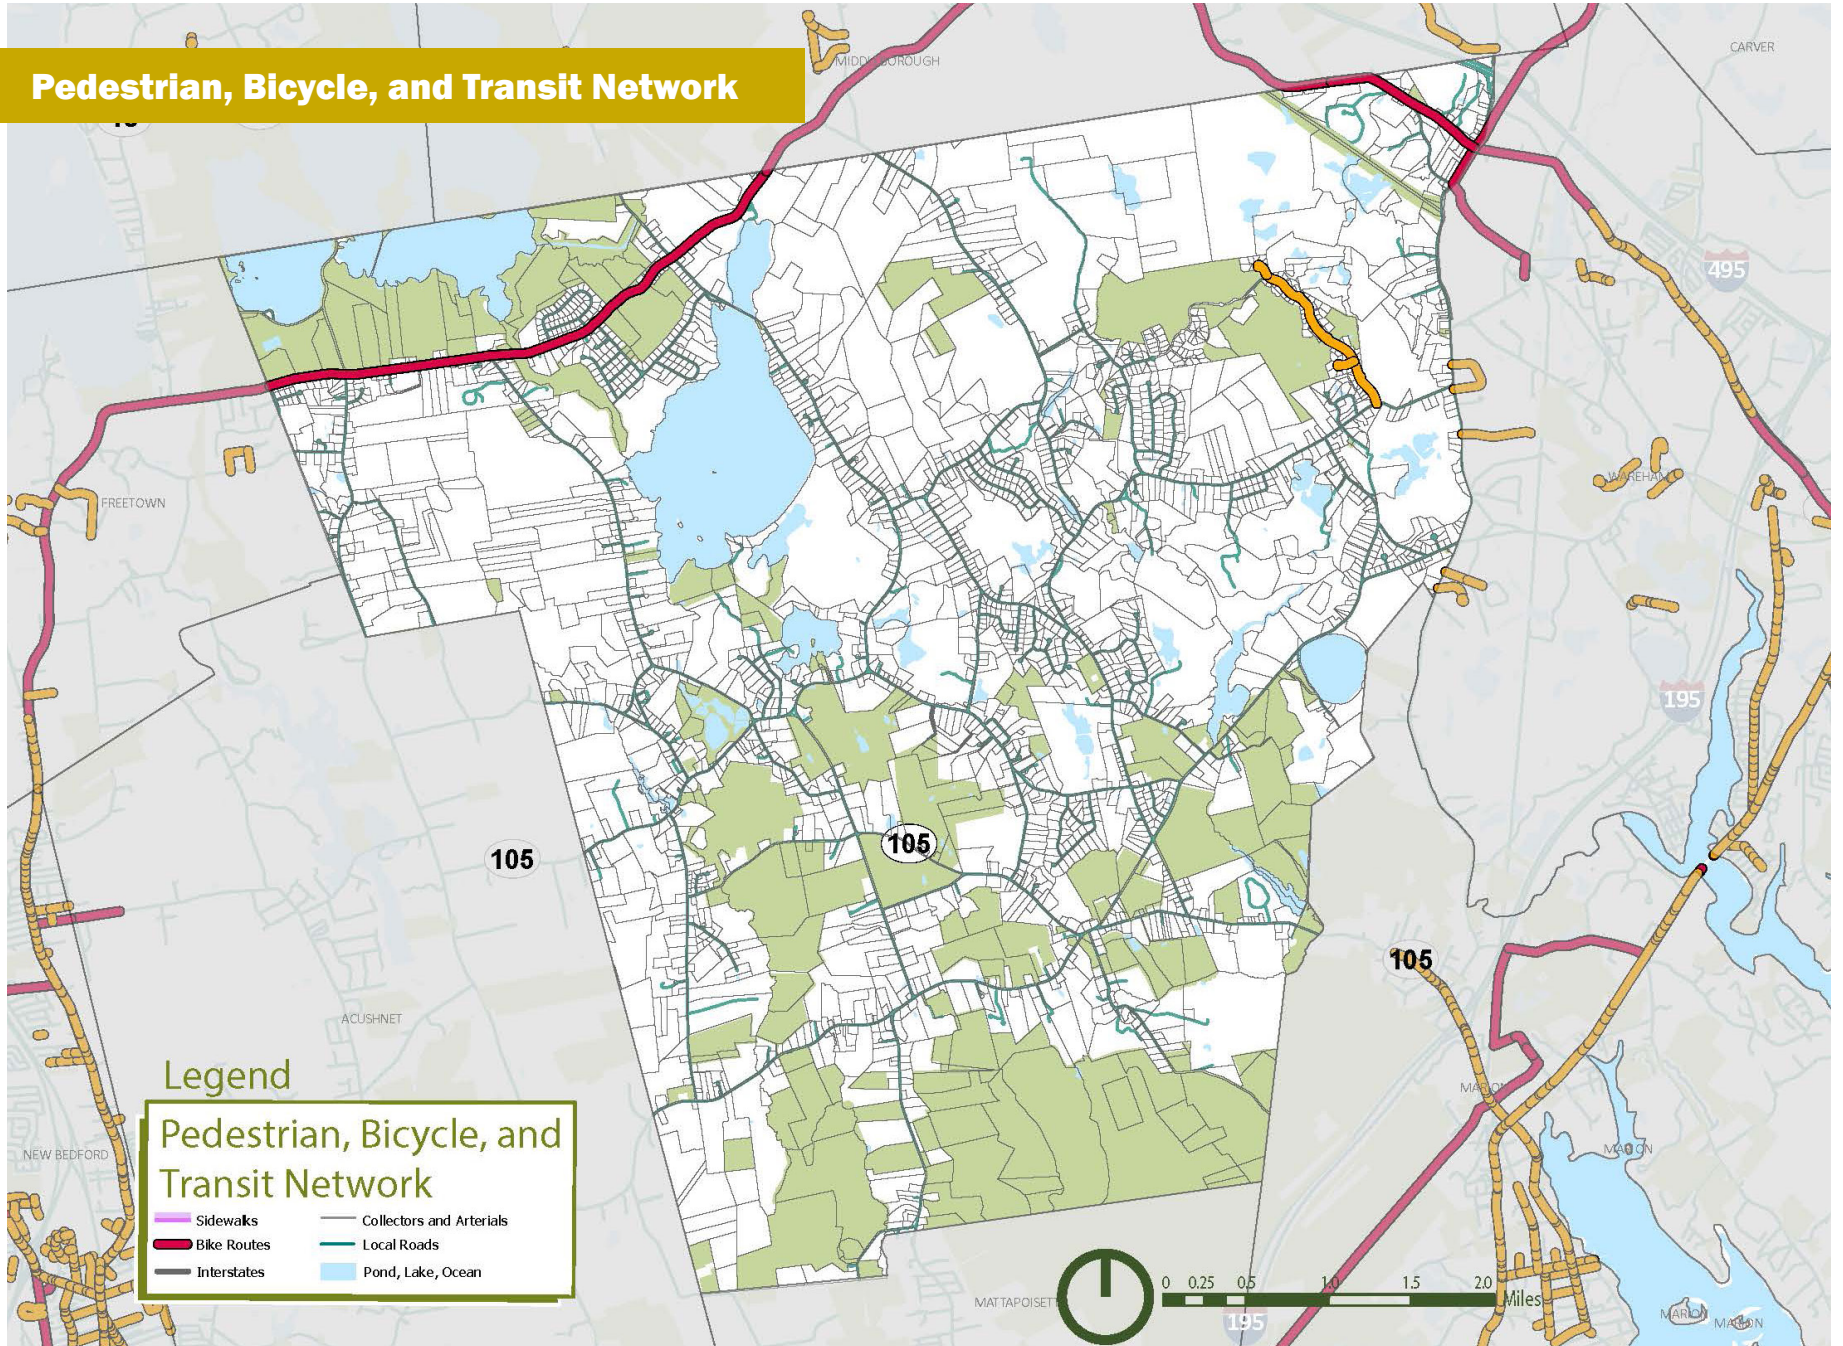 MIDDLEBOROUGH
CARVER
Pedestrian, Bicycle, and Transit Network
495
FREETOWN
WAREHAM
195
105
105
105
ACUSHNET
MARION
NEW BEDFORD
MARION
Legend
Pedestrian, Bicycle, and
Transit Network
Sidewalks
Collectors and Arterials
Bike Routes
Local Roads
Interstates
Pond, Lake, Ocean
0 0.25 0.5 1.0 1.5 2.0
Miles
MATTAPOISETT
195
MARION
MARION